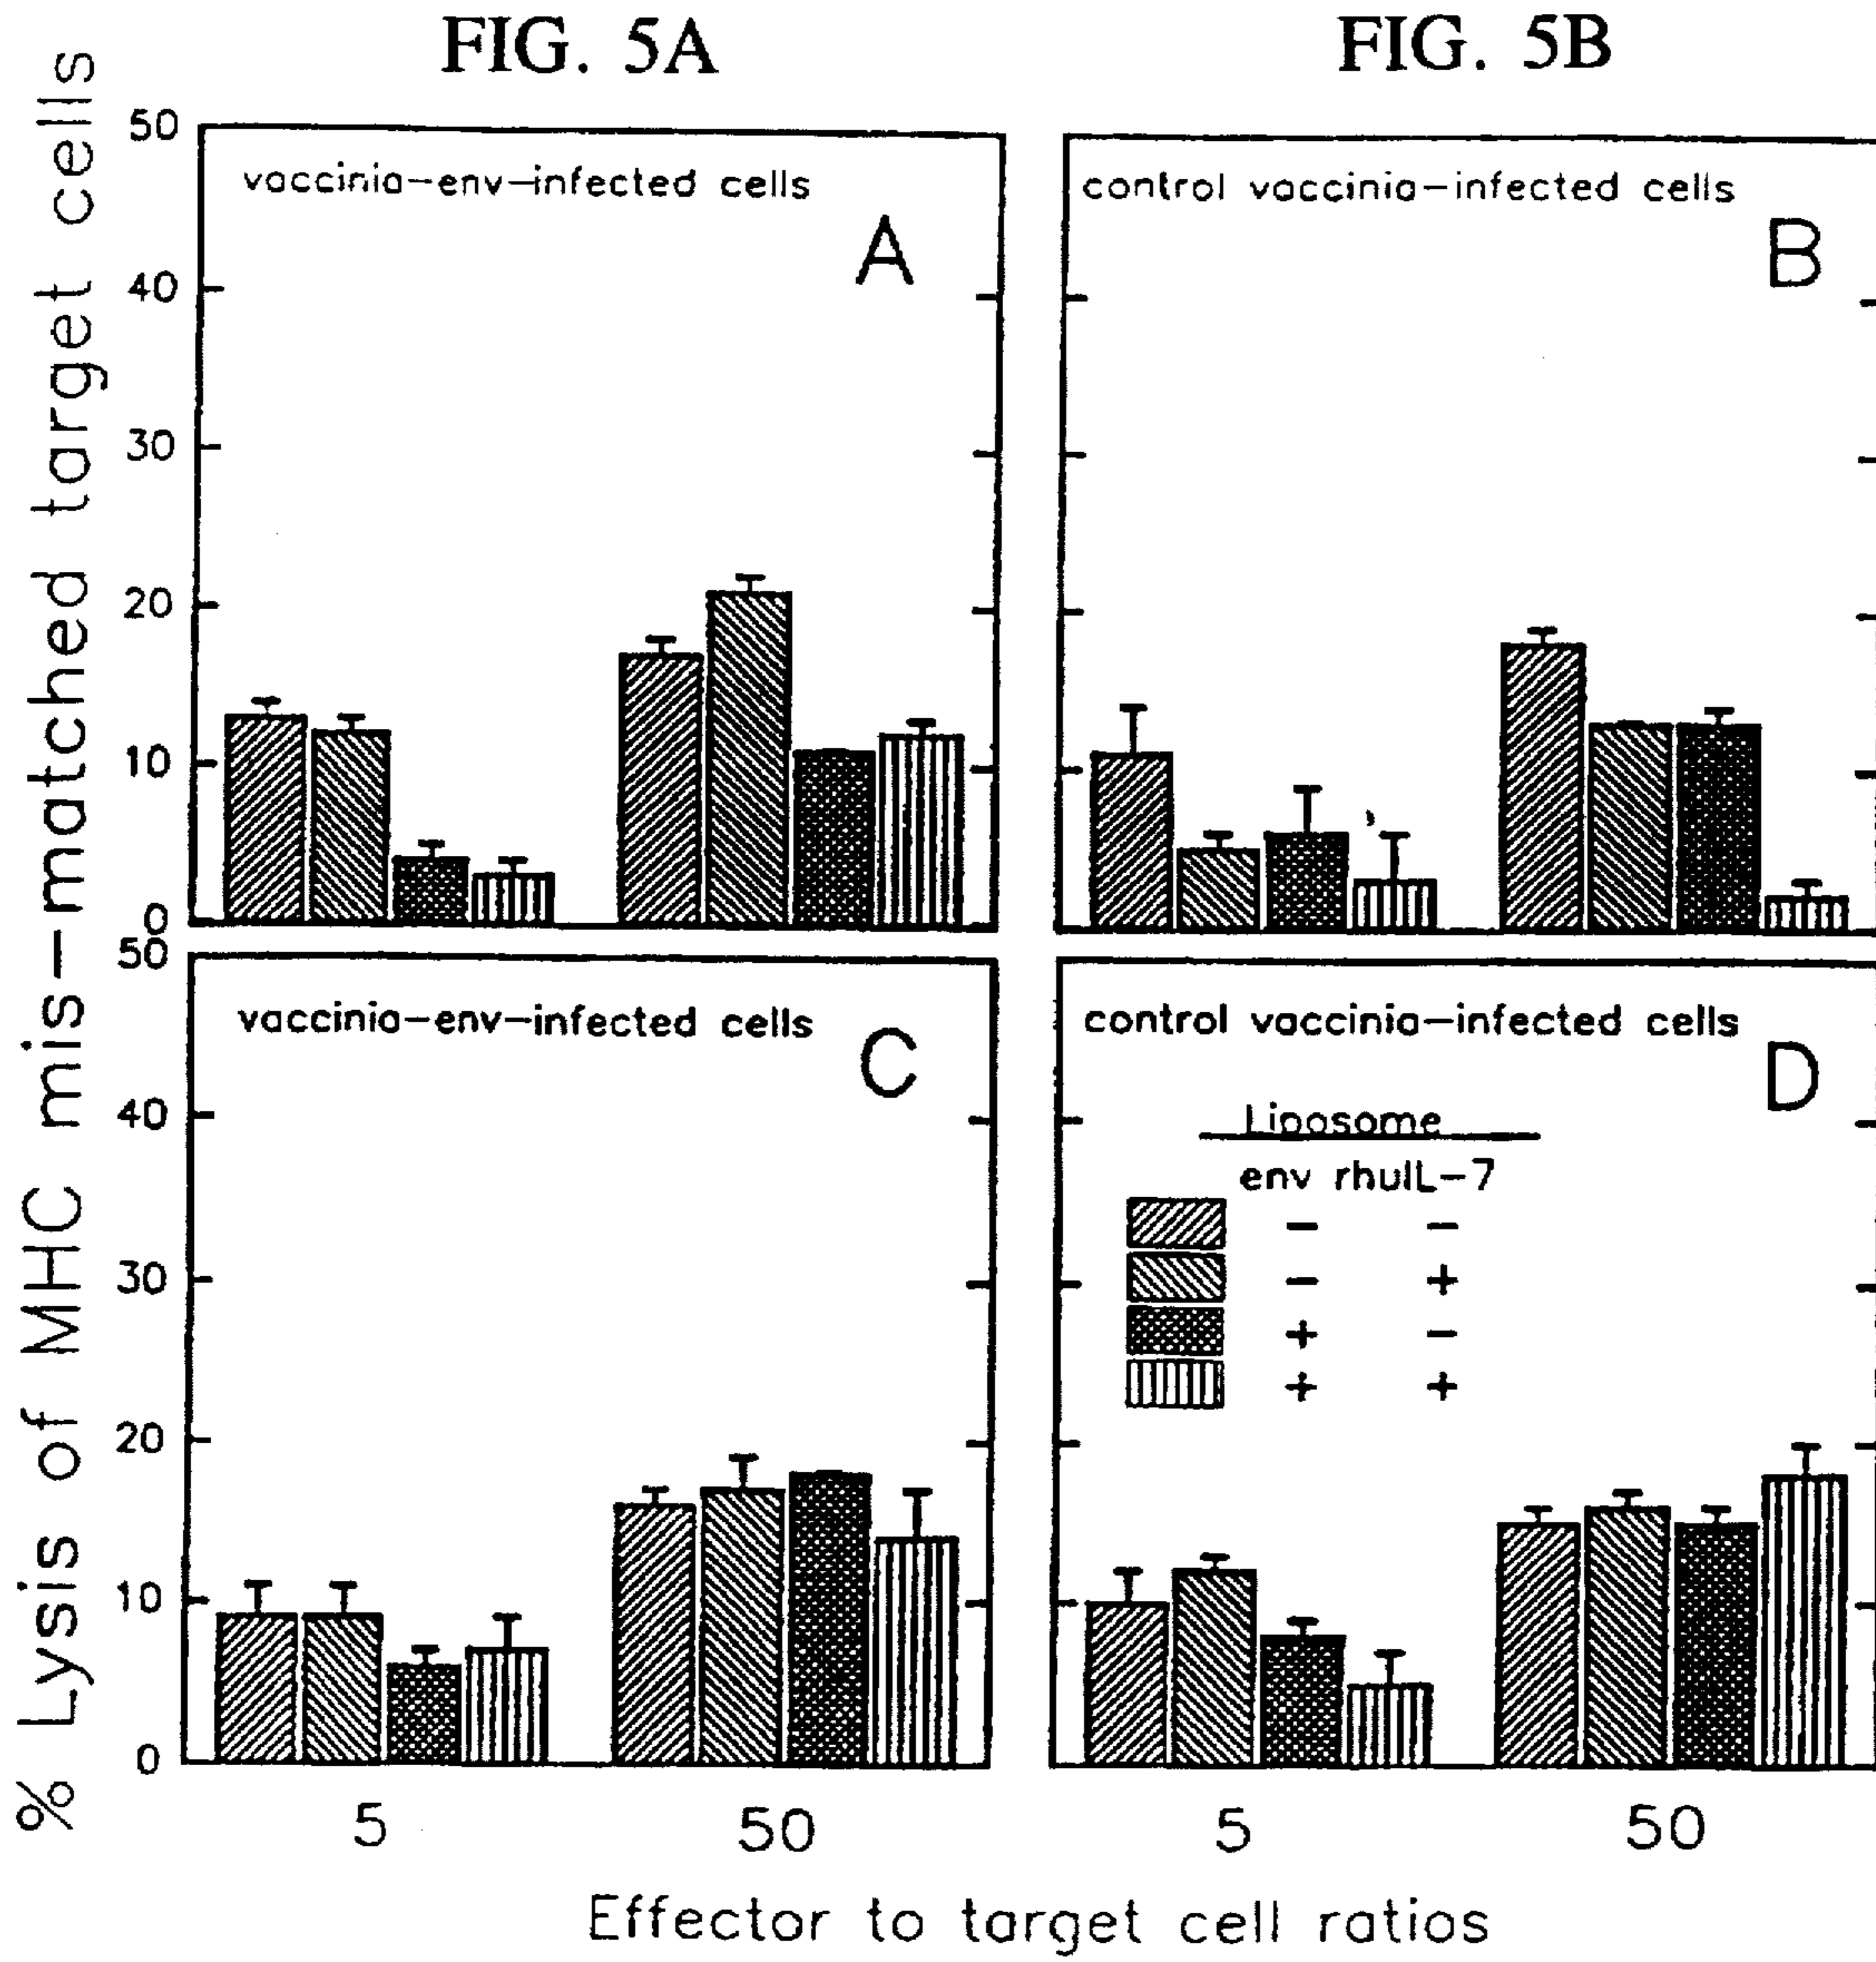 FIG. 5A
FIG. 5B
% Lysis of MHC mis-matched target cells
50
40
30
20
10
0
vaccinia-env-infected cells
A
control vaccinia-infected cells
B
50
40
30
20
10
0
vaccinia-env-infected cells
C
control vaccinia-infected cells
D
Liposome
env rhuIL-7
- -
- +
+ -
+ +
5 50 5 50
Effector to target cell ratios